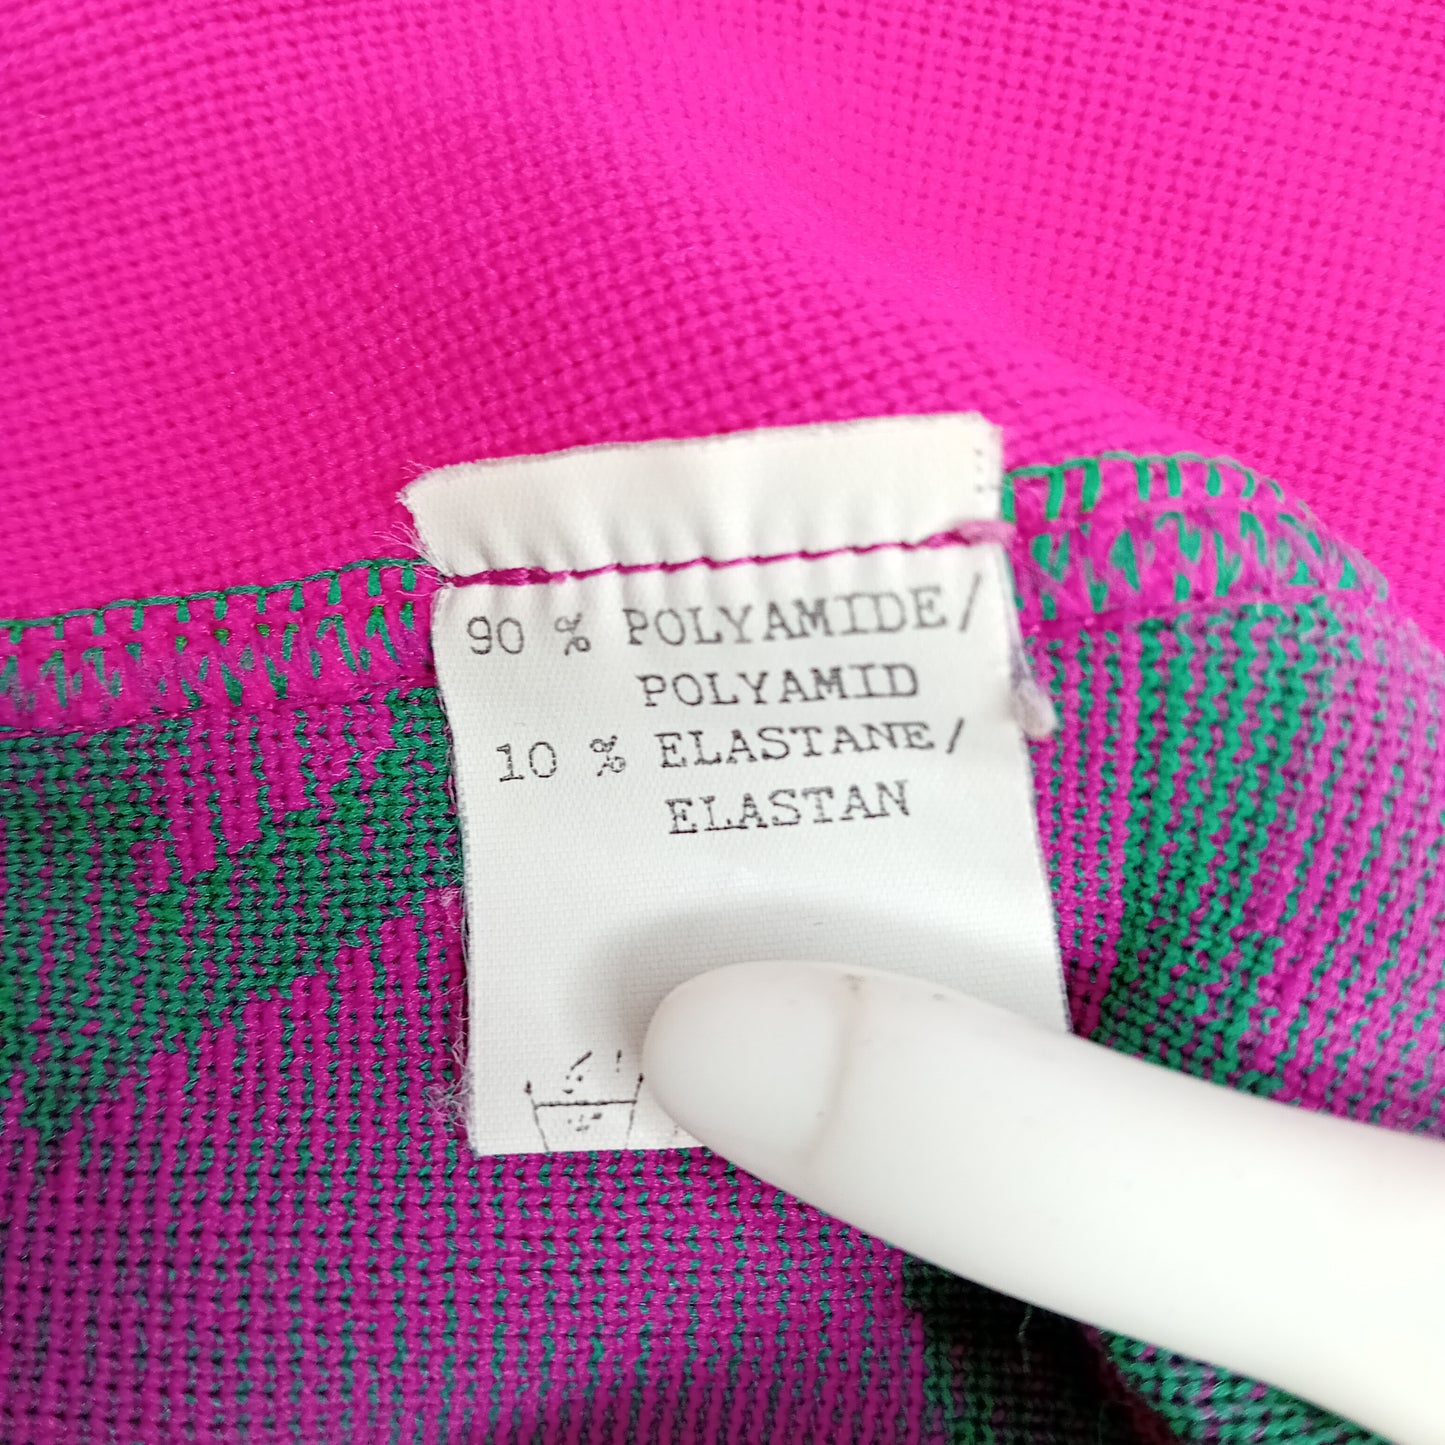 90 % POLYAMIDE/
POLYAMID
10 % ELASTANE/
ELASTAN